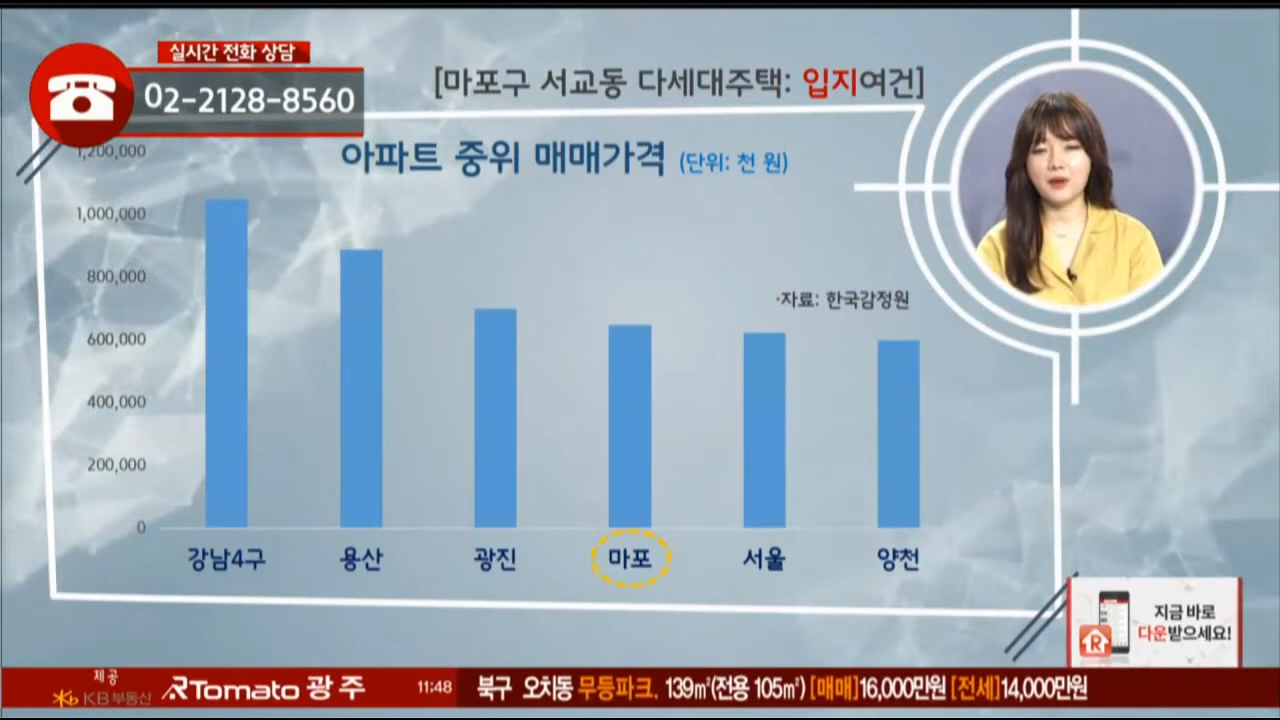 실시간 전화 상담
02-2128-8560
[마포구 서교동 다세대주택: 입지여건]
아파트 중위 매매가격 (단위: 천 원)
1,200,000
1,000,000
800,000
600,000
400,000
200,000
0
·자료: 한국감정원
강남4구 용산 광진 마포 서울 양천
지금 바로
다운받으세요!
R
제공
KB부동산
RTomato 광주
11:48
북구 오치동 무등파크. 139㎡(전용 105㎡) [매매]16,000만원 [전세]14,000만원